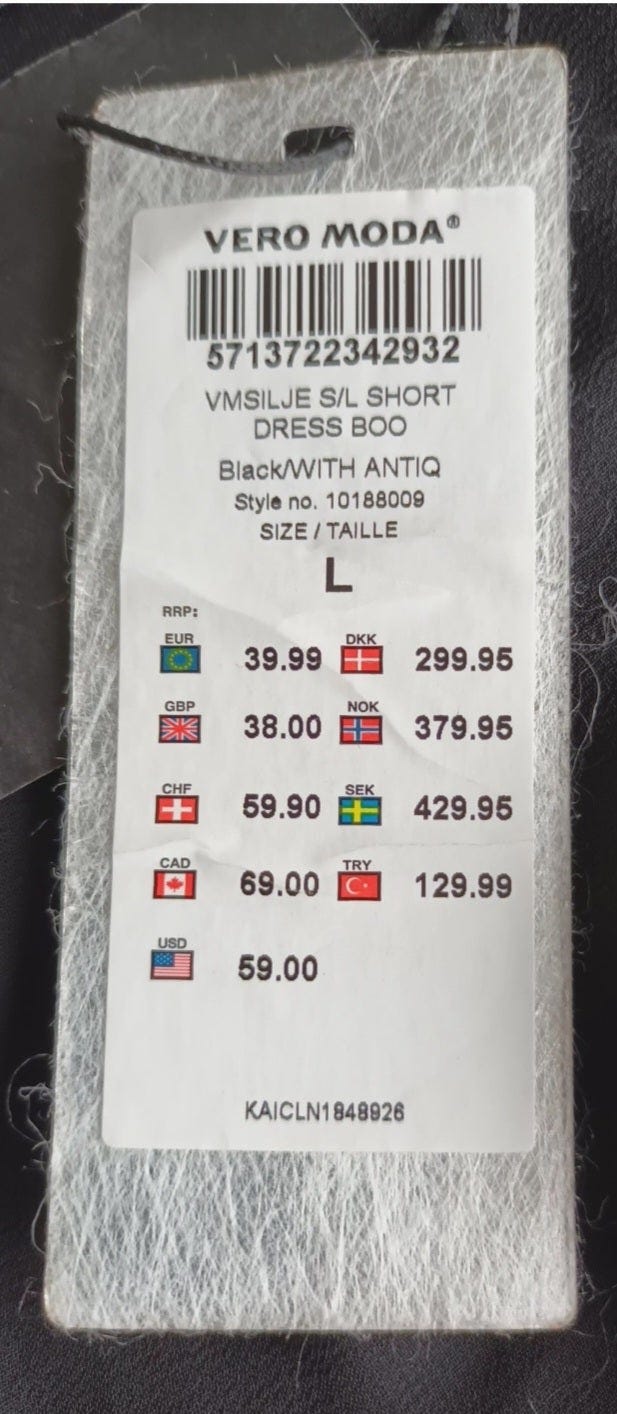 VERO MODA®
5713722342932
VMSILJE S/L SHORT
DRESS BOO
Black/WITH ANTIQ
Style no. 10188009
SIZE / TAILLE
L
RRP:
EUR 39.99 DKK 299.95
GBP 38.00 NOK 379.95
CHF 59.90 SEK 429.95
CAD 69.00 TRY 129.99
USD 59.00
KAICLN1848926